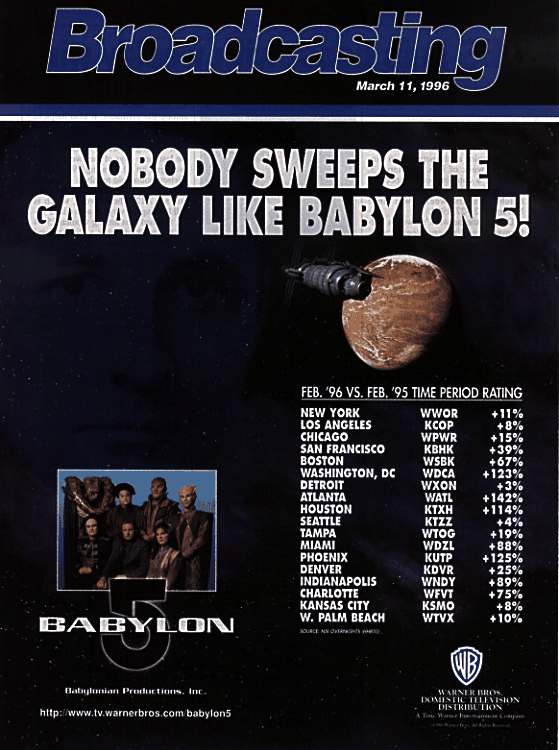 Broadcasting
March 11, 1996
NOBODY SWEEPS THE
GALAXY LIKE BABYLON 5!
FEB. '96 VS. FEB. '95 TIME PERIOD RATING
NEW YORK WWOR +11%
LOS ANGELES KCOP +8%
CHICAGO WPWR +15%
SAN FRANCISCO KBHK +39%
BOSTON WSBK +67%
WASHINGTON, DC WDCA +123%
DETROIT WXON +3%
ATLANTA WATL +142%
HOUSTON KTXH +114%
SEATTLE KTZZ +4%
TAMPA WTOG +19%
MIAMI WDZL +88%
PHOENIX KUTP +125%
DENVER KDVR +25%
INDIANAPOLIS WNDY +89%
CHARLOTTE WFVT +75%
KANSAS CITY KSMO +8%
W. PALM BEACH WTVX +10%
SOURCE: NSI OVERNIGHTS
5
BABYLON
Babylonian Productions, Inc.
http://www.tv.warnerbros.com/babylon5
WB
WARNER BROS.
DOMESTIC TELEVISION
DISTRIBUTION
A Time Warner Entertainment Company